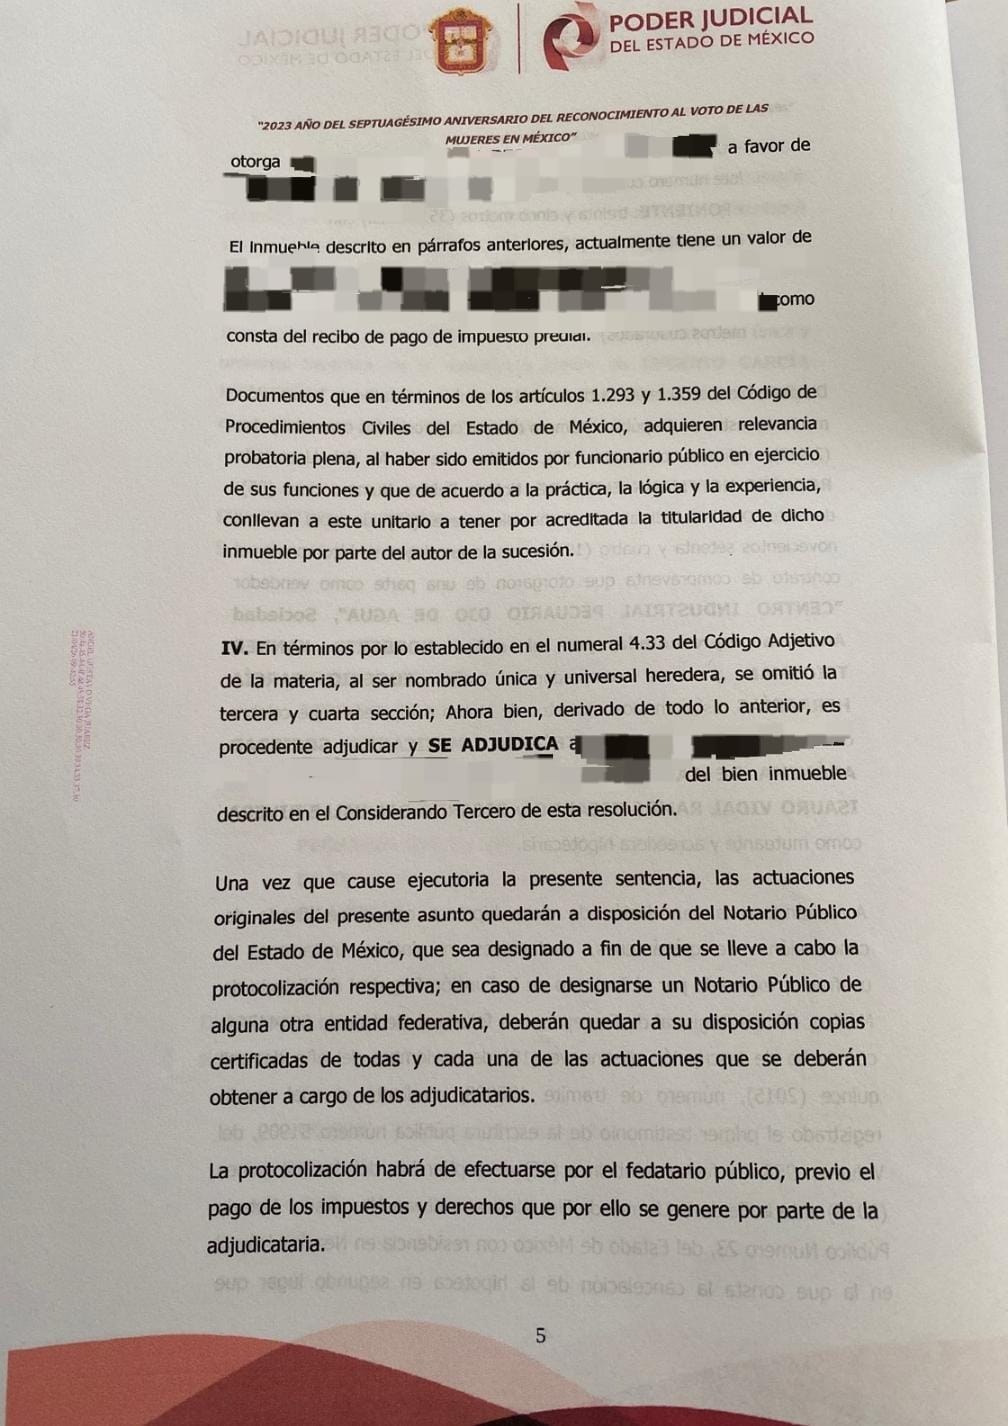 PODER JUDICIAL
DEL ESTADO DE MÉXICO
"2023 AÑO DEL SEPTUAGÉSIMO ANIVERSARIO DEL RECONOCIMIENTO AL VOTO DE LAS
MUJERES EN MÉXICO"
otorga a favor de
El inmueble descrito en párrafos anteriores, actualmente tiene un valor de
como
consta del recibo de pago de impuesto predial.
Documentos que en términos de los artículos 1.293 y 1.359 del Código de
Procedimientos Civiles del Estado de México, adquieren relevancia
probatoria plena, al haber sido emitidos por funcionario público en ejercicio
de sus funciones y que de acuerdo a la práctica, la lógica y la experiencia,
conllevan a este unitario a tener por acreditada la titularidad de dicho
inmueble por parte del autor de la sucesión.
IV. En términos por lo establecido en el numeral 4.33 del Código Adjetivo
de la materia, al ser nombrado única y universal heredera, se omitió la
tercera y cuarta sección; Ahora bien, derivado de todo lo anterior, es
procedente adjudicar y SE ADJUDICA a
del bien inmueble
descrito en el Considerando Tercero de esta resolución.
Una vez que cause ejecutoria la presente sentencia, las actuaciones
originales del presente asunto quedarán a disposición del Notario Público
del Estado de México, que sea designado a fin de que se lleve a cabo la
protocolización respectiva; en caso de designarse un Notario Público de
alguna otra entidad federativa, deberán quedar a su disposición copias
certificadas de todas y cada una de las actuaciones que se deberán
obtener a cargo de los adjudicatarios.
La protocolización habrá de efectuarse por el fedatario público, previo el
pago de los impuestos y derechos que por ello se genere por parte de la
adjudicataria.
5